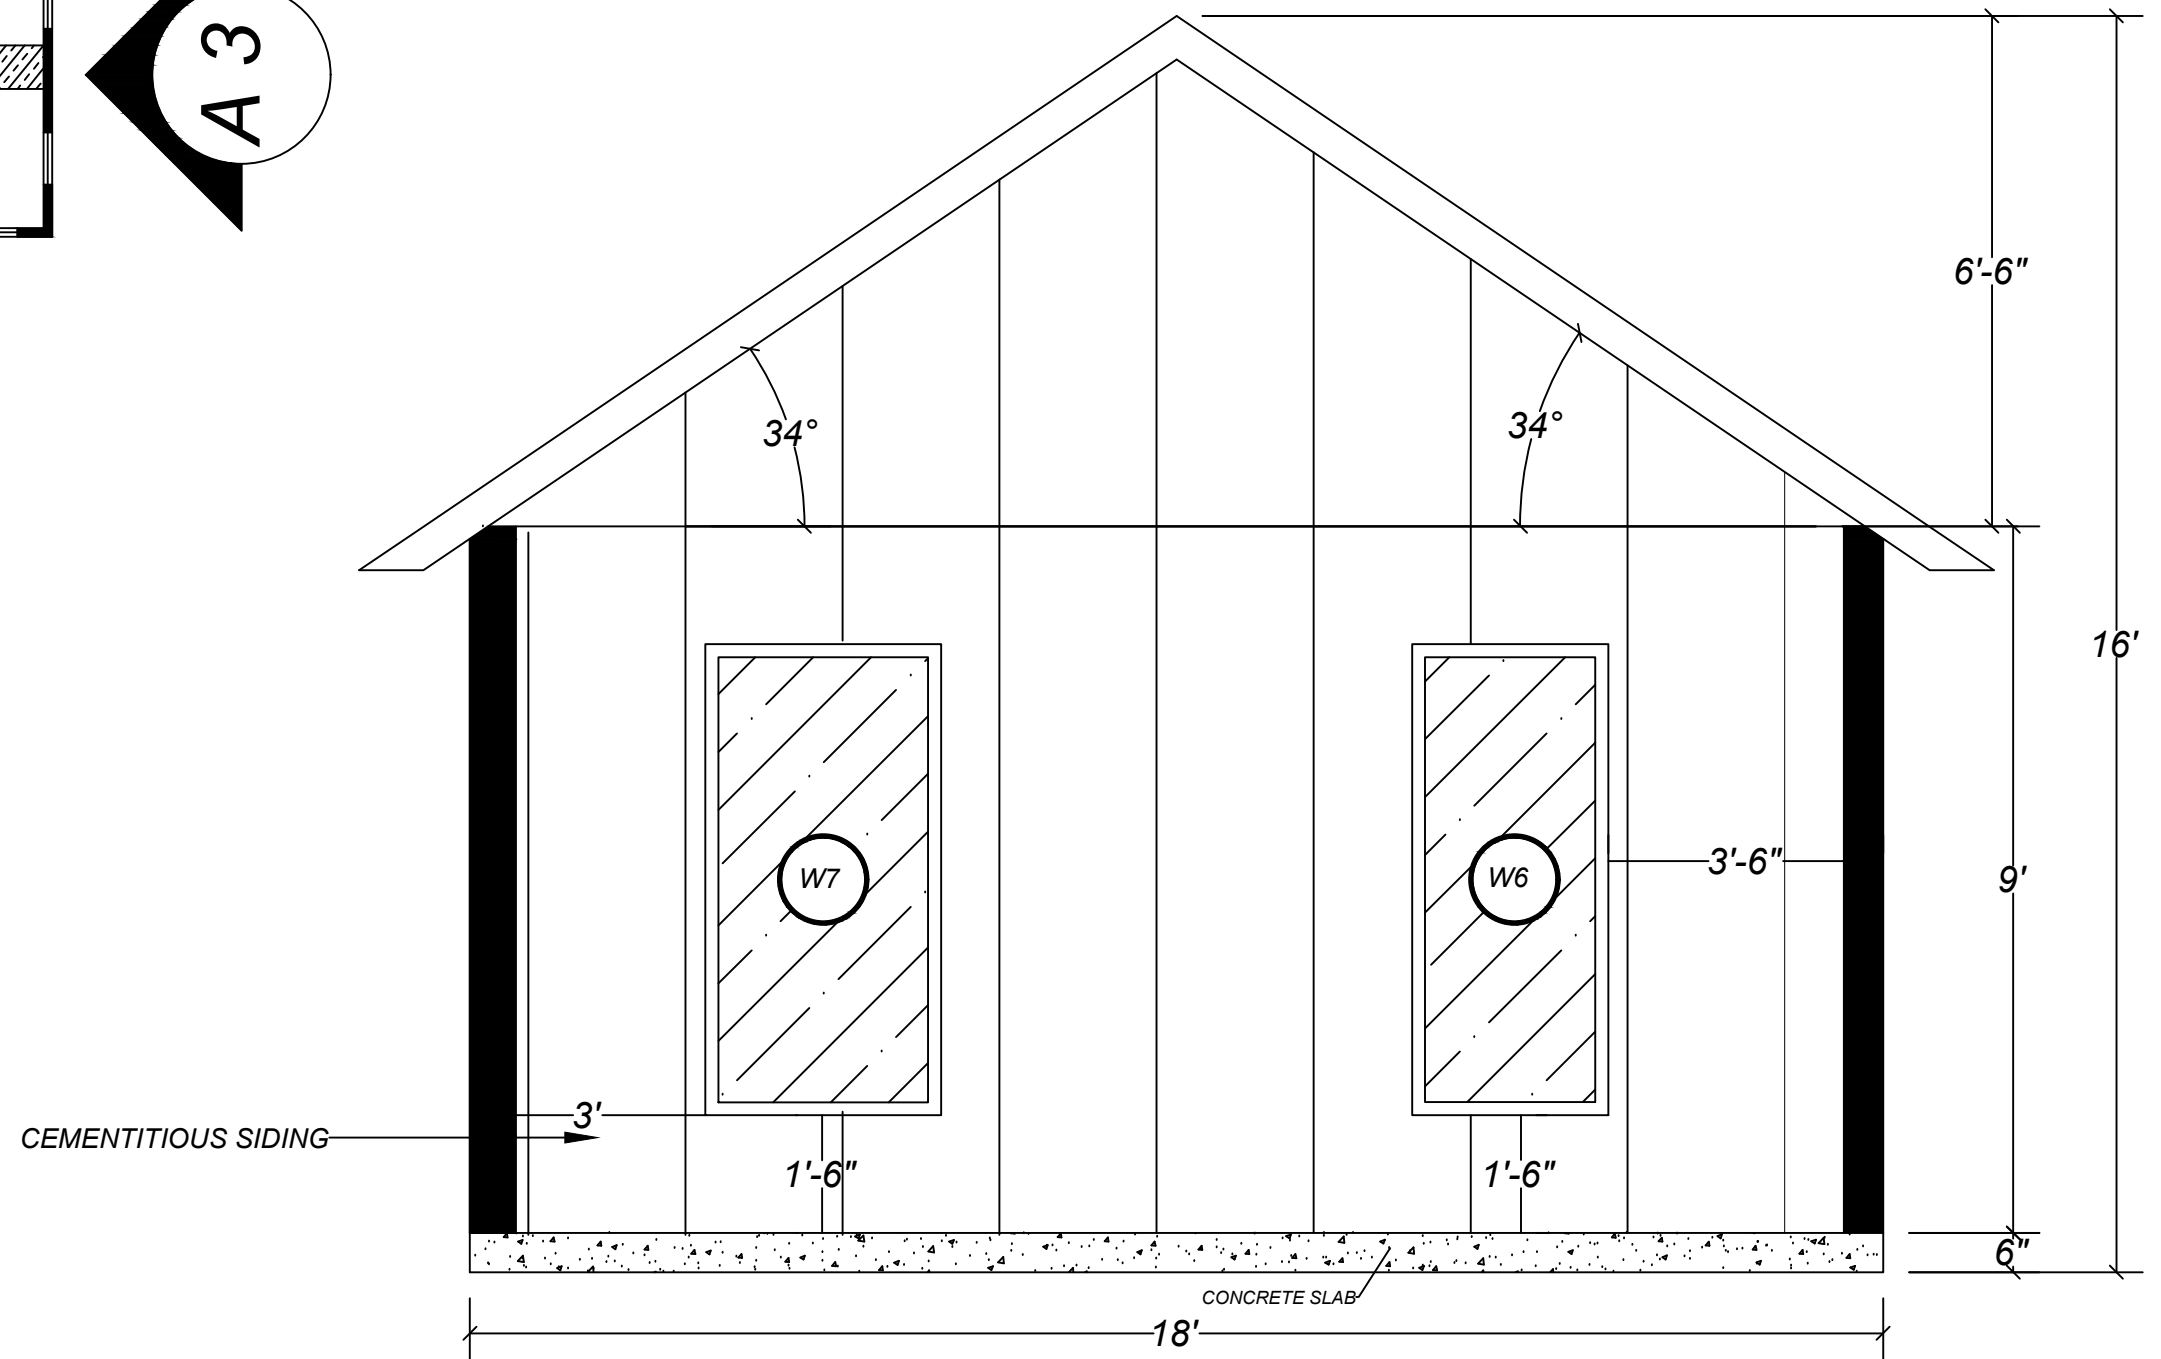 A 3
6'-6"
34°
34°
16'
W7
W6
3'-6"
9'
3'
CEMENTITIOUS SIDING
1'-6"
1'-6"
6"
CONCRETE SLAB
18'